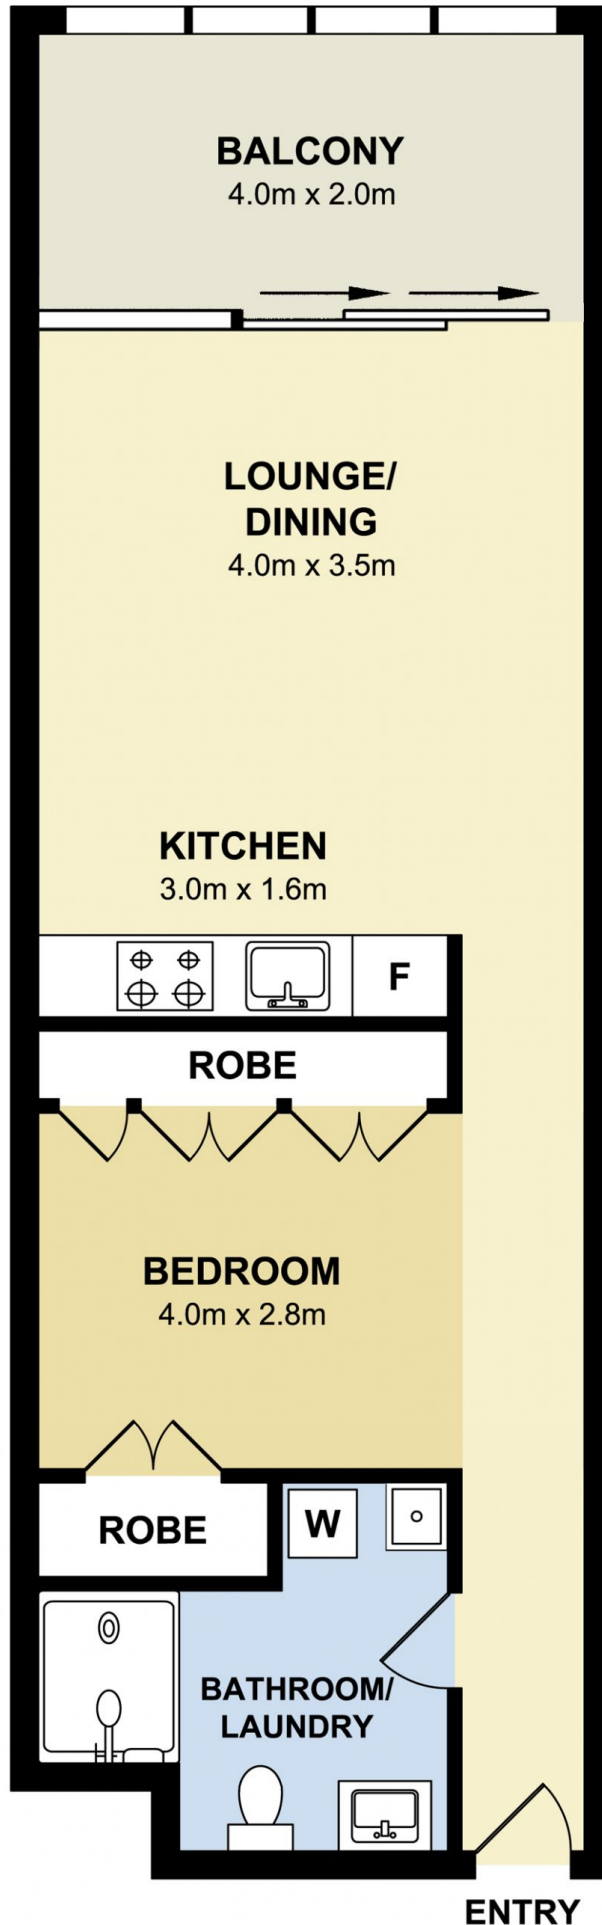 BALCONY
4.0m x 2.0m
LOUNGE/
DINING
4.0m x 3.5m
KITCHEN
3.0m x 1.6m
F
ROBE
BEDROOM
4.0m x 2.8m
ROBE
W
BATHROOM/
LAUNDRY
ENTRY